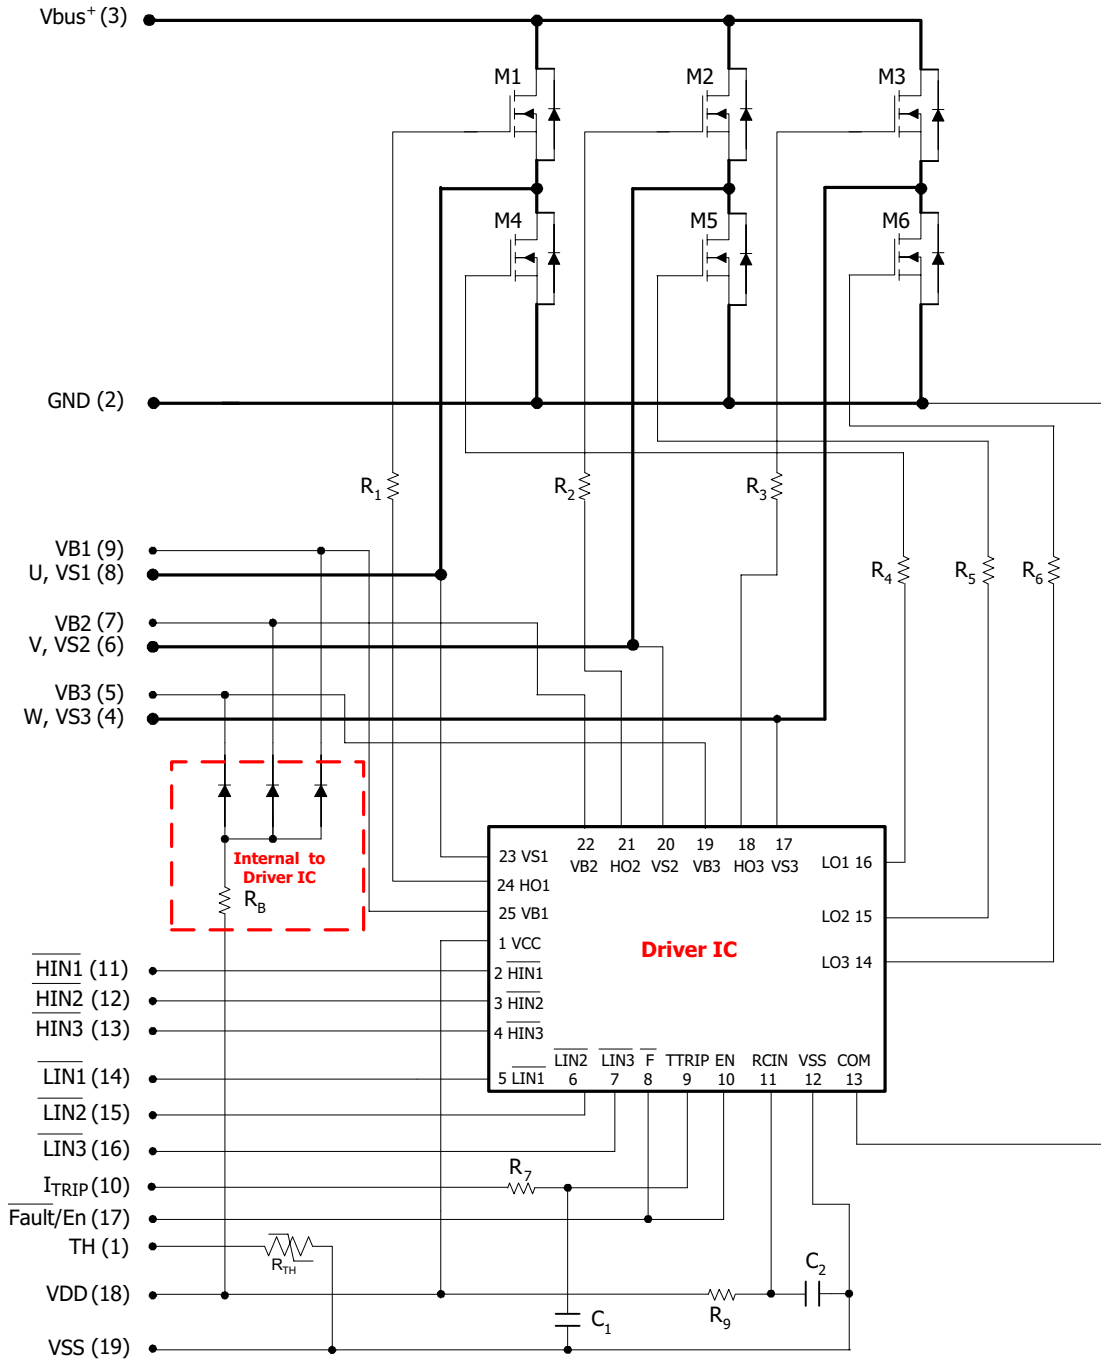 Vbus+ (3)
M1
M2
M3
M4
M5
M6
GND (2)
R1
R2
R3
VB1 (9)
U, VS1 (8)
R4
R5
R6
VB2 (7)
V, VS2 (6)
VB3 (5)
W, VS3 (4)
Internal to
Driver IC
RB
22 21 20 19 18 17
VB2 HO2 VS2 VB3 HO3 VS3
LO1 16
23 VS1
24 HO1
25 VB1
LO2 15
1 VCC
Driver IC
LO3 14
HIN1 (11)
2 HIN1
HIN2 (12)
3 HIN2
HIN3 (13)
4 HIN3
LIN2 LIN3 F TTRIP EN RCIN VSS COM
5 LIN1 6 7 8 9 10 11 12 13
LIN1 (14)
LIN2 (15)
LIN3 (16)
R7
ITRIP (10)
Fault/En (17)
TH (1)
RTH
C2
VDD (18)
R9
C1
VSS (19)